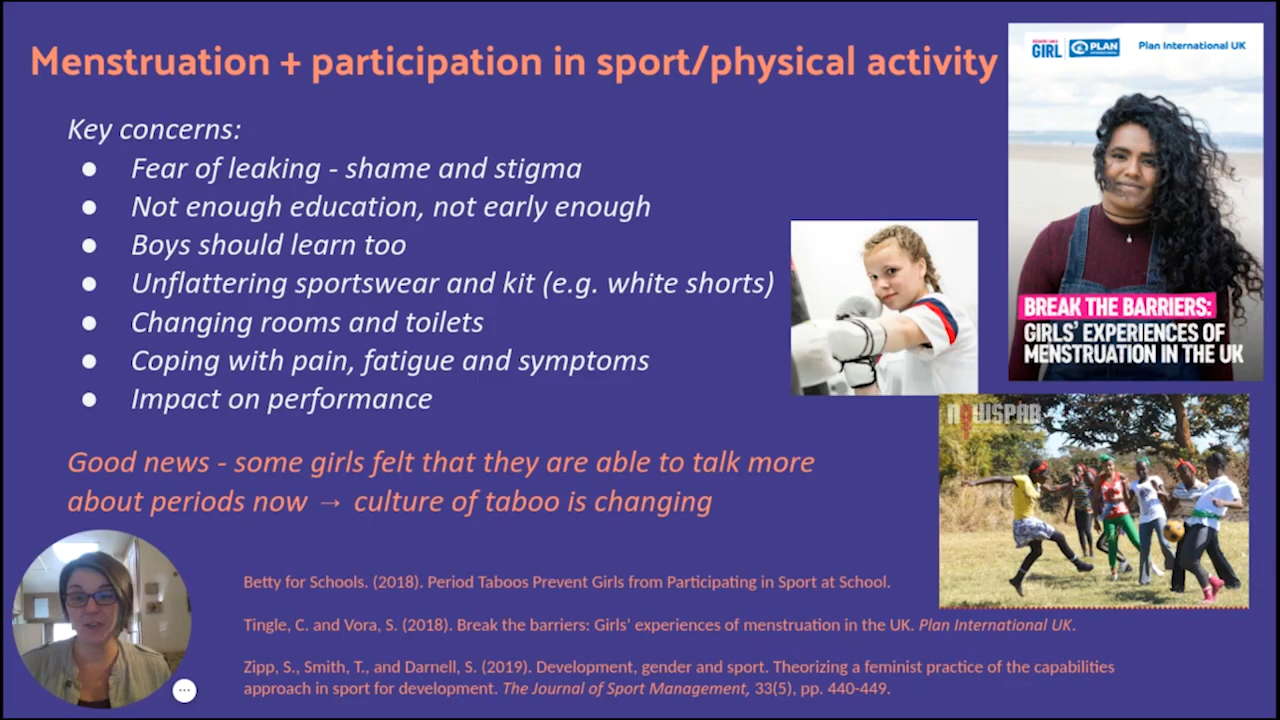 Menstruation + participation in sport/physical activity
Key concerns:
● Fear of leaking - shame and stigma
● Not enough education, not early enough
● Boys should learn too
● Unflattering sportswear and kit (e.g. white shorts)
● Changing rooms and toilets
● Coping with pain, fatigue and symptoms
● Impact on performance
Good news - some girls felt that they are able to talk more
about periods now → culture of taboo is changing
GIRL
PLAN
INTERNATIONAL
Plan International UK
BREAK THE BARRIERS:
GIRLS' EXPERIENCES OF
MENSTRUATION IN THE UK
Betty for Schools. (2018). Period Taboos Prevent Girls from Participating in Sport at School.
Tingle, C. and Vora, S. (2018). Break the barriers: Girls' experiences of menstruation in the UK. Plan International UK.
Zipp, S., Smith, T., and Darnell, S. (2019). Development, gender and sport. Theorizing a feminist practice of the capabilities
approach in sport for development. The Journal of Sport Management, 33(5), pp. 440-449.